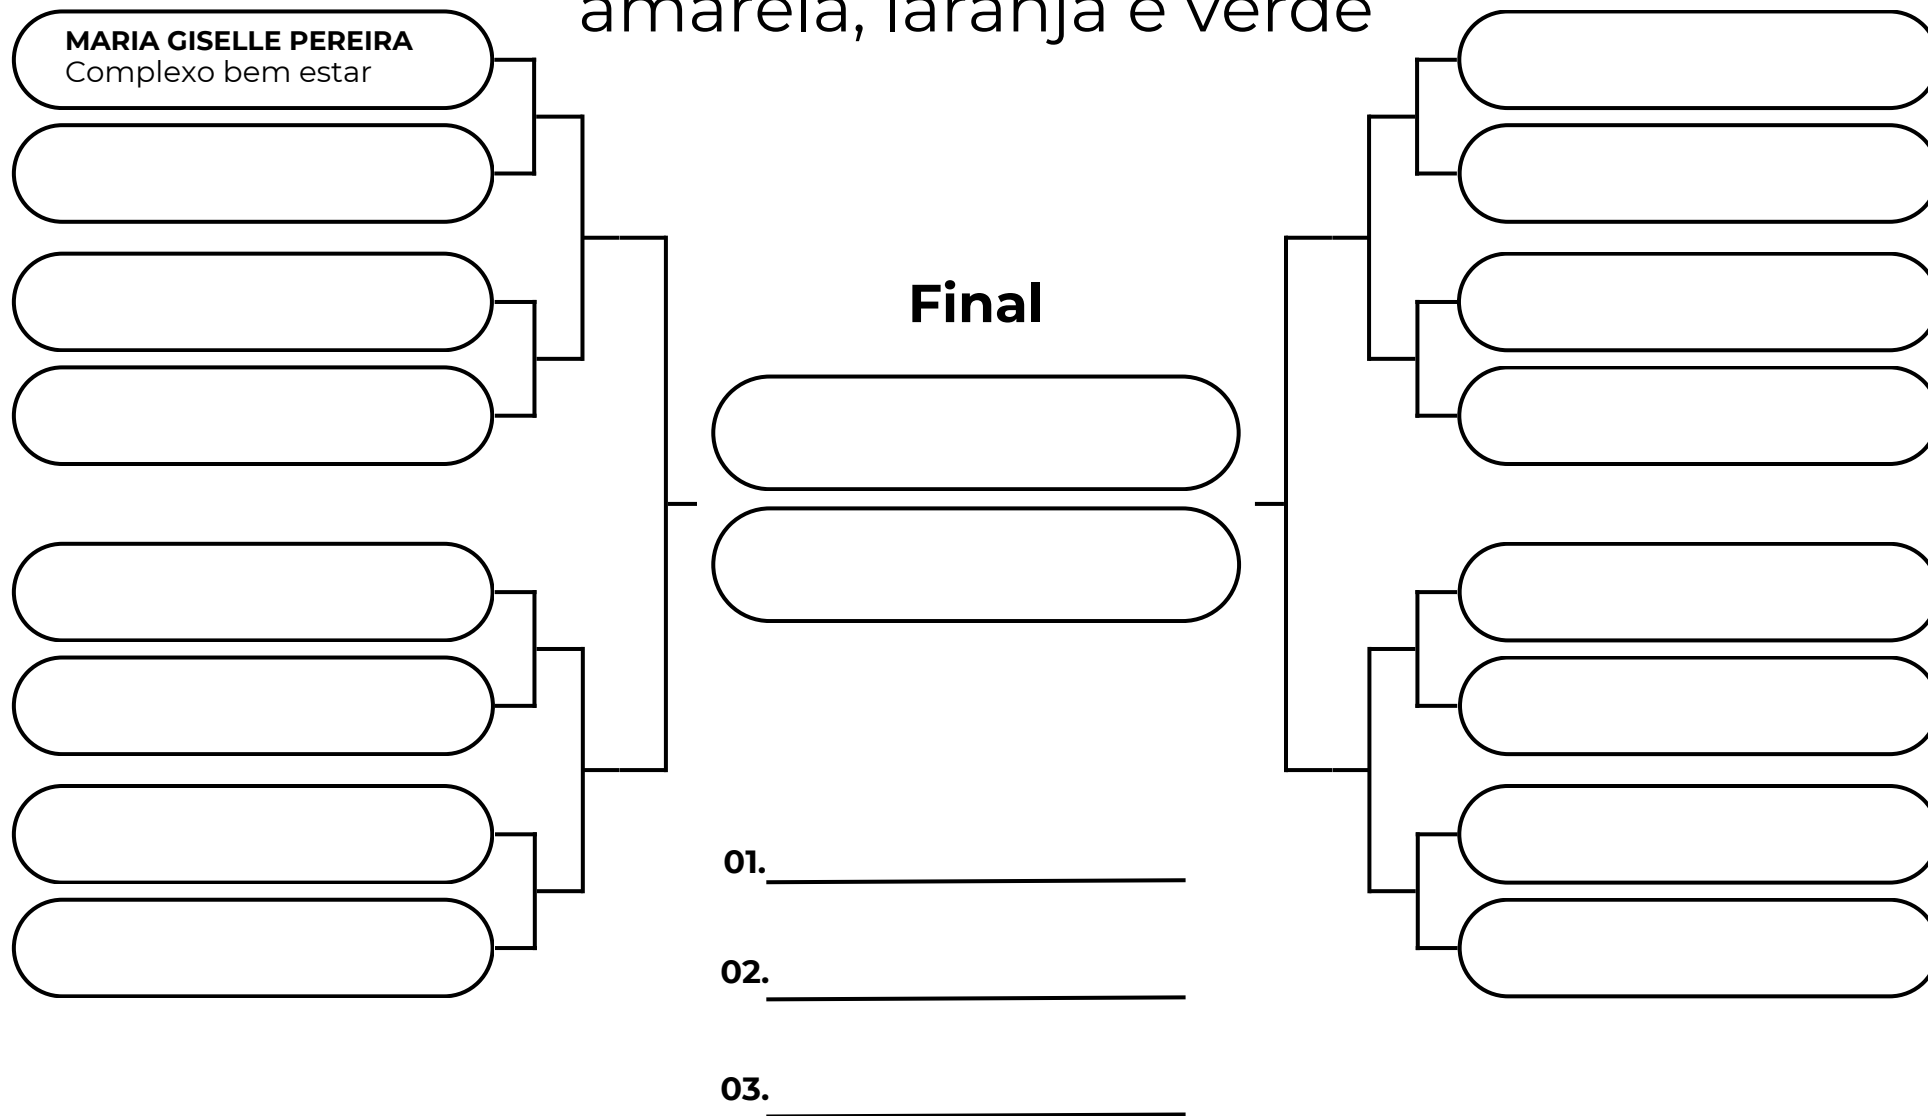 amarela, laranja e verde
MARIA GISELLE PEREIRA
Complexo bem estar
Final
01.
02.
03.